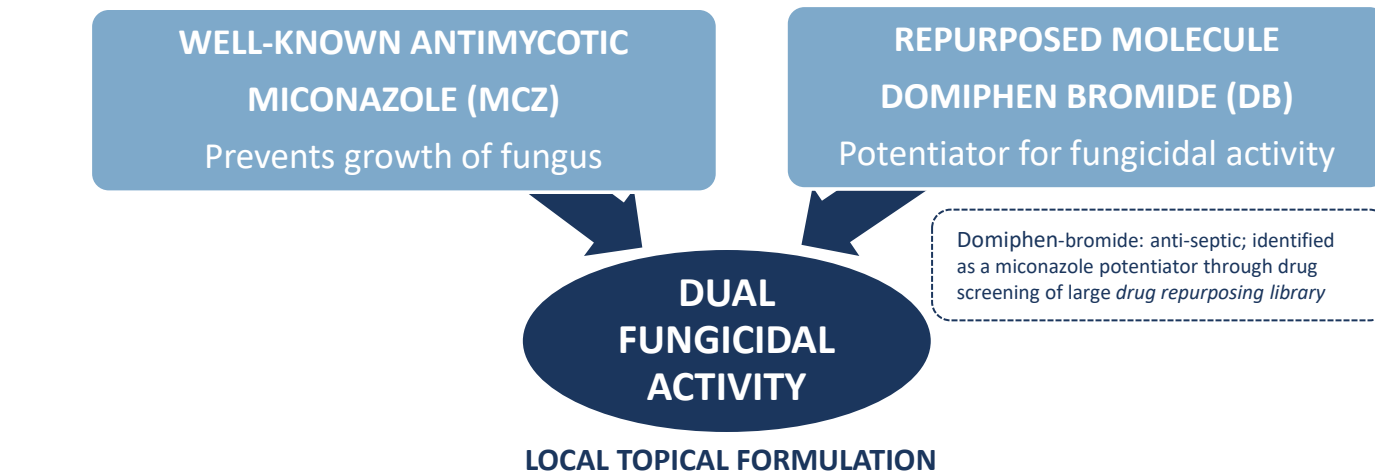 WELL-KNOWN ANTIMYCOTIC
MICONAZOLE (MCZ)
Prevents growth of fungus
REPURPOSED MOLECULE
DOMIPHEN BROMIDE (DB)
Potentiator for fungicidal activity
Domiphen-bromide: anti-septic; identified
as a miconazole potentiator through drug
screening of large drug repurposing library
DUAL
FUNGICIDAL
ACTIVITY
LOCAL TOPICAL FORMULATION